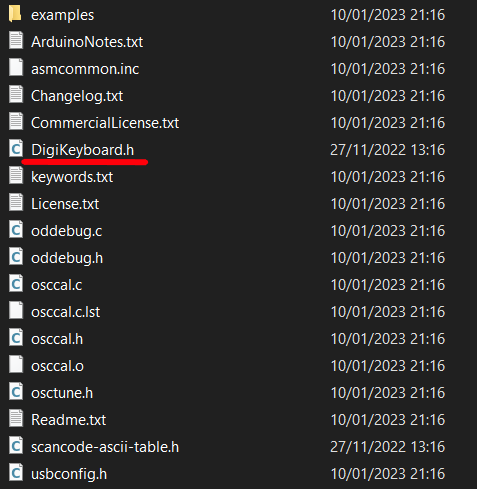 examples 10/01/2023 21:16
ArduinoNotes.txt 10/01/2023 21:16
asmcommon.inc 10/01/2023 21:16
Changelog.txt 10/01/2023 21:16
CommercialLicense.txt 10/01/2023 21:16
C DigiKeyboard.h 27/11/2022 13:16
keywords.txt 10/01/2023 21:16
License.txt 10/01/2023 21:16
C oddebug.c 10/01/2023 21:16
C oddebug.h 10/01/2023 21:16
C osccal.c 10/01/2023 21:16
osccal.c.lst 10/01/2023 21:16
C osccal.h 10/01/2023 21:16
osccal.o 10/01/2023 21:16
C osctune.h 10/01/2023 21:16
Readme.txt 10/01/2023 21:16
C scancode-ascii-table.h 27/11/2022 13:16
C usbconfig.h 10/01/2023 21:16